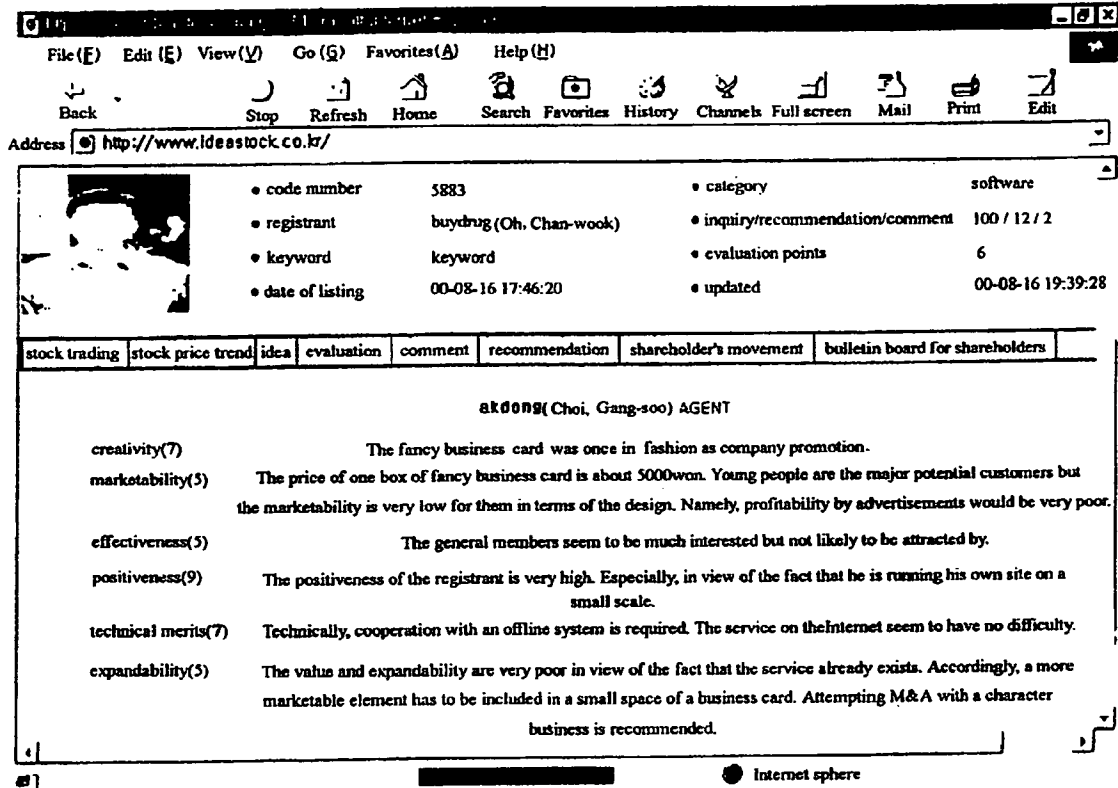 File(F) Edit (E) View(V) Go (G) Favorites(A) Help(H)
Back Stop Refresh Home Search Favorites History Channels Full screen Mail Print Edit
Address http://www.ideastock.co.kr/
code number 5883 category software
registrant buydrug(Oh, Chan-wook) inquiry/recommendation/comment 100 / 12 / 2
keyword keyword evaluation points 6
date of listing 00-08-16 17:46:20 updated 00-08-16 19:39:28
stock trading stock price trend idea evaluation comment recommendation shareholder's movement bulletin board for shareholders
akdong(Choi, Gang-soo) AGENT
creativity(7) The fancy business card was once in fashion as company promotion.
marketability(5) The price of one box of fancy business card is about 5000won. Young people are the major potential customers but
the marketability is very low for them in terms of the design. Namely, profitability by advertisements would be very poor.
effectiveness(5) The general members seem to be much interested but not likely to be attracted by.
positiveness(9) The positiveness of the registrant is very high. Especially, in view of the fact that he is running his own site on a
small scale.
technical merits(7) Technically, cooperation with an offline system is required. The service on theInternet seem to have no difficulty.
expandability(5) The value and expandability are very poor in view of the fact that the service already exists. Accordingly, a more
marketable element has to be included in a small space of a business card. Attempting M&A with a character
business is recommended.
Internet sphere